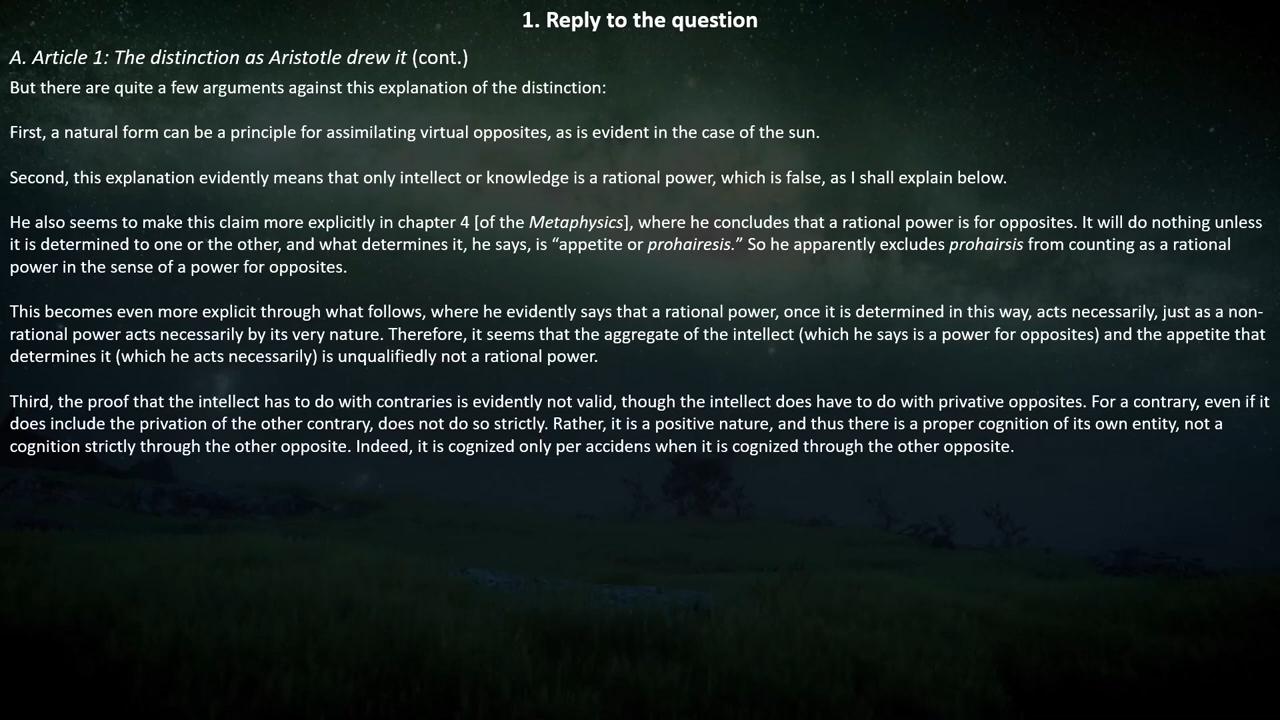 1. Reply to the question
A. Article 1: The distinction as Aristotle drew it (cont.)
But there are quite a few arguments against this explanation of the distinction:
First, a natural form can be a principle for assimilating virtual opposites, as is evident in the case of the sun.
Second, this explanation evidently means that only intellect or knowledge is a rational power, which is false, as I shall explain below.
He also seems to make this claim more explicitly in chapter 4 [of the Metaphysics], where he concludes that a rational power is for opposites. It will do nothing unless
it is determined to one or the other, and what determines it, he says, is “appetite or prohairesis.” So he apparently excludes prohairsis from counting as a rational
power in the sense of a power for opposites.
This becomes even more explicit through what follows, where he evidently says that a rational power, once it is determined in this way, acts necessarily, just as a non-
rational power acts necessarily by its very nature. Therefore, it seems that the aggregate of the intellect (which he says is a power for opposites) and the appetite that
determines it (which he acts necessarily) is unqualifiedly not a rational power.
Third, the proof that the intellect has to do with contraries is evidently not valid, though the intellect does have to do with privative opposites. For a contrary, even if it
does include the privation of the other contrary, does not do so strictly. Rather, it is a positive nature, and thus there is a proper cognition of its own entity, not a
cognition strictly through the other opposite. Indeed, it is cognized only per accidens when it is cognized through the other opposite.